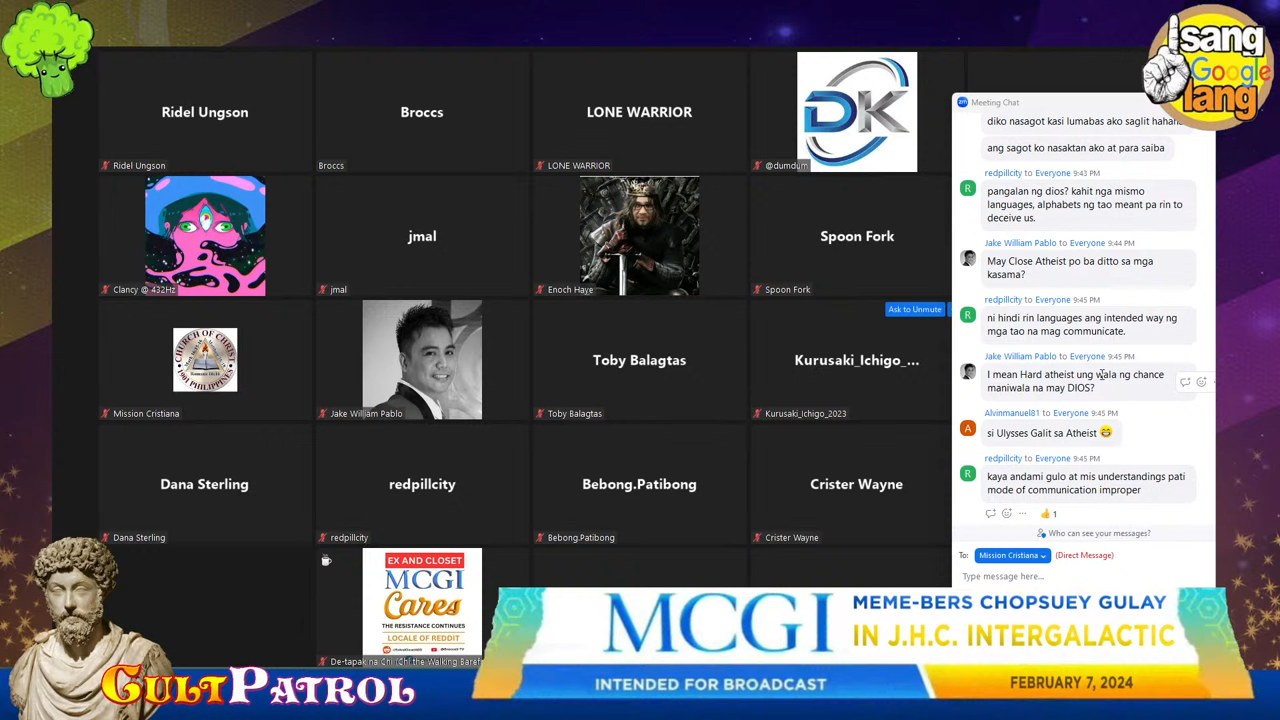 Isang
Google
lang
Ridel Ungson
Broccs
LONE WARRIOR
DK
Ridel Ungson
Broccs
LONE WARRIOR
@dumdum
jmal
Spoon Fork
Clancy @ 432Hz
jmal
Enoch Haye
Spoon Fork
Ask to Unmute
CHURCH OF CHRIST
PHILIPPINES
Toby Balagtas
Kurusaki_Ichigo_...
Mission Cristiana
Jake William Pablo
Toby Balagtas
Kurusaki_Ichigo_2023
Dana Sterling
redpillcity
Bebong.Patibong
Crister Wayne
Dana Sterling
redpillcity
Bebong.Patibong
Crister Wayne
EX AND CLOSET
MCGI
Cares
THE RESISTANCE CONTINUES
LOCALE OF REDDIT
De-tapak na Chi (Chi the Walking Baref
zm Meeting Chat
diko nasagot kasi lumabas ako saglit
ang sagot ko nasaktan ako at para saiba
redpillcity to Everyone 9:43 PM
R
pangalan ng dios? kahit nga mismo
languages, alphabets ng tao meant pa rin to
deceive us.
Jake William Pablo to Everyone 9:44 PM
May Close Atheist po ba ditto sa mga
kasama?
redpillcity to Everyone 9:45 PM
R
ni hindi rin languages ang intended way ng
mga tao na mag communicate.
Jake William Pablo to Everyone 9:45 PM
I mean Hard atheist ung wala ng chance
maniwala na may DIOS?
Alvinmanuel81 to Everyone 9:45 PM
A
si Ulysses Galit sa Atheist 😄
redpillcity to Everyone 9:45 PM
R
kaya andami gulo at mis understandings pati
mode of communication improper
👍 1
Who can see your messages?
To: Mission Cristiana (Direct Message)
Type message here...
MCGI
MEME-BERS CHOPSUEY GULAY
IN J.H.C. INTERGALACTIC
INTENDED FOR BROADCAST
FEBRUARY 7, 2024
CULTPATROL